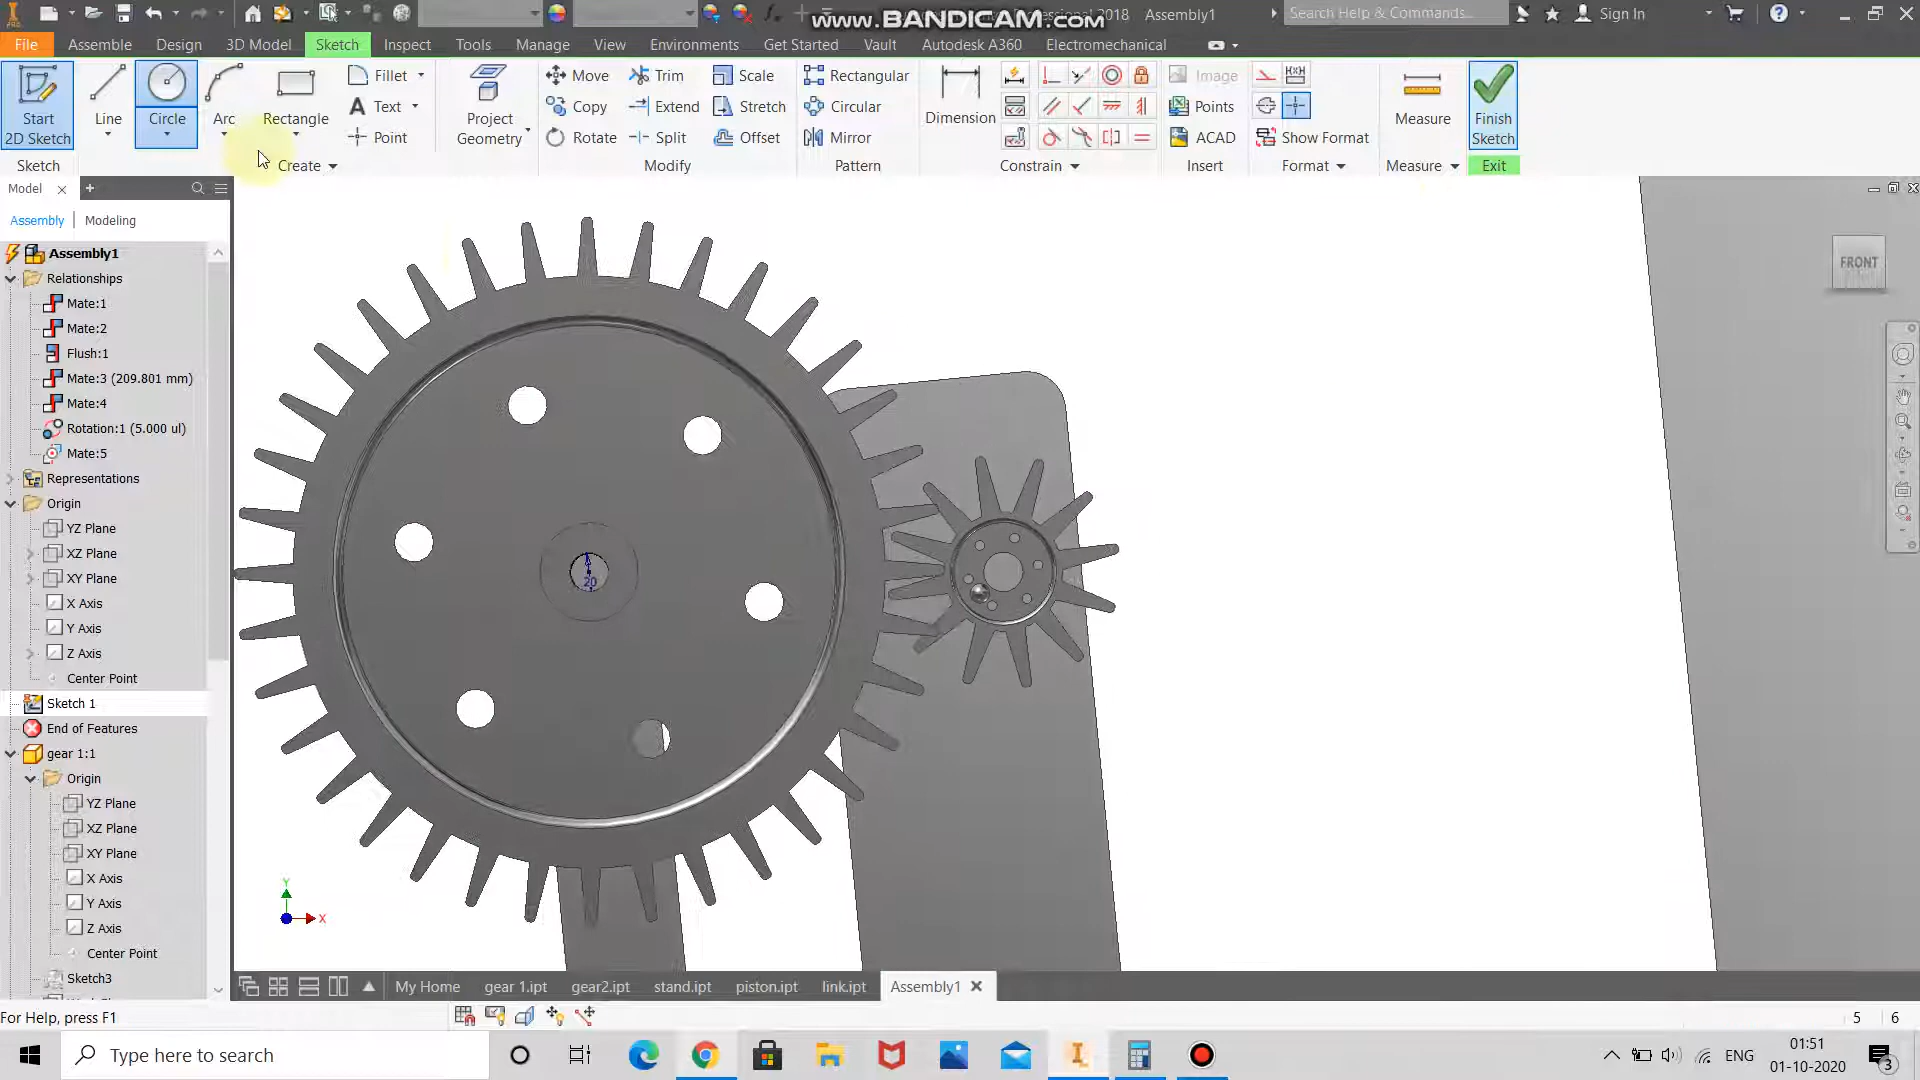 www.BANDICAM.com
2018 Assembly1
Search Help & Commands...
Sign In
File Assemble Design 3D Model Sketch Inspect Tools Manage View Environments Get Started Vault Autodesk A360 Electromechanical
Start
2D Sketch
Line
Circle
Arc
Rectangle
Fillet
Text
Point
Project
Geometry
Move
Copy
Rotate
Trim
Extend
Split
Scale
Stretch
Offset
Rectangular
Circular
Mirror
Dimension
Image
Points
ACAD
Show Format
Measure
Finish
Sketch
Sketch Create Modify Pattern Constrain Insert Format Measure Exit
Model
Assembly Modeling
Assembly1
Relationships
Mate:1
Mate:2
Flush:1
Mate:3 (209.801 mm)
Mate:4
Rotation:1 (5.000 ul)
Mate:5
Representations
Origin
YZ Plane
XZ Plane
XY Plane
X Axis
Y Axis
Z Axis
Center Point
Sketch 1
End of Features
gear 1:1
Origin
YZ Plane
XZ Plane
XY Plane
X Axis
Y Axis
Z Axis
Center Point
Sketch3
20
FRONT
Y
X
My Home gear 1.ipt gear2.ipt stand.ipt piston.ipt link.ipt Assembly1
For Help, press F1
5 6
Type here to search
ENG
01:51
01-10-2020
3